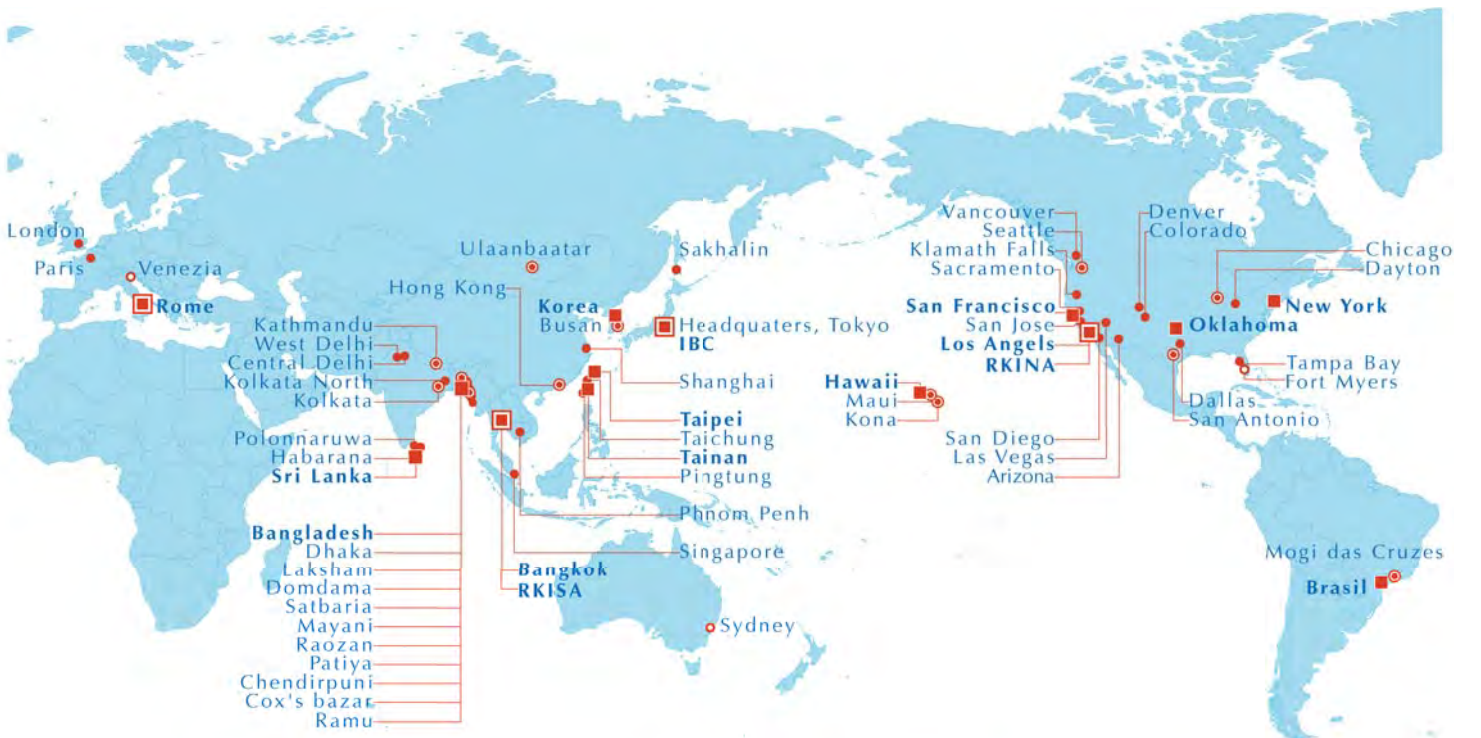 London
Paris
Venezia
Rome
Ulaanbaatar
Sakhalin
Hong Kong
Korea
Busan
Headquaters, Tokyo
IBC
Kathmandu
West Delhi
Central Delhi
Kolkata North
Kolkata
Polonnaruwa
Habarana
Sri Lanka
Shanghai
Taipei
Taichung
Tainan
Pingtung
Phnom Penh
Singapore
Bangladesh
Dhaka
Laksham
Domdama
Satbaria
Mayani
Raozan
Patiya
Chendirpuni
Cox's bazar
Ramu
Bangkok
RKISA
Sydney
Vancouver
Seattle
Klamath Falls
Sacramento
San Francisco
San Jose
Los Angels
RKINA
Hawaii
Maui
Kona
San Diego
Las Vegas
Arizona
Denver
Colorado
Chicago
Dayton
New York
Oklahoma
Tampa Bay
Fort Myers
Dallas
San Antonio
Mogi das Cruzes
Brasil